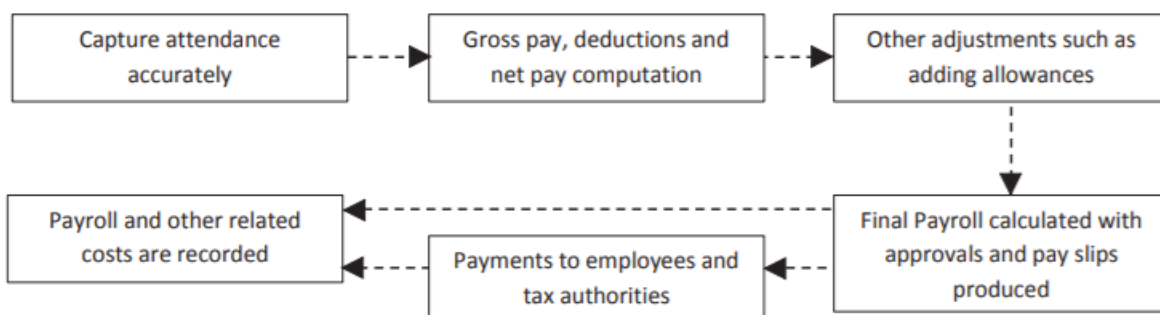 Capture attendance
accurately
Gross pay, deductions and
net pay computation
Other adjustments such as
adding allowances
Payroll and other related
costs are recorded
Payments to employees and
tax authorities
Final Payroll calculated with
approvals and pay slips
produced